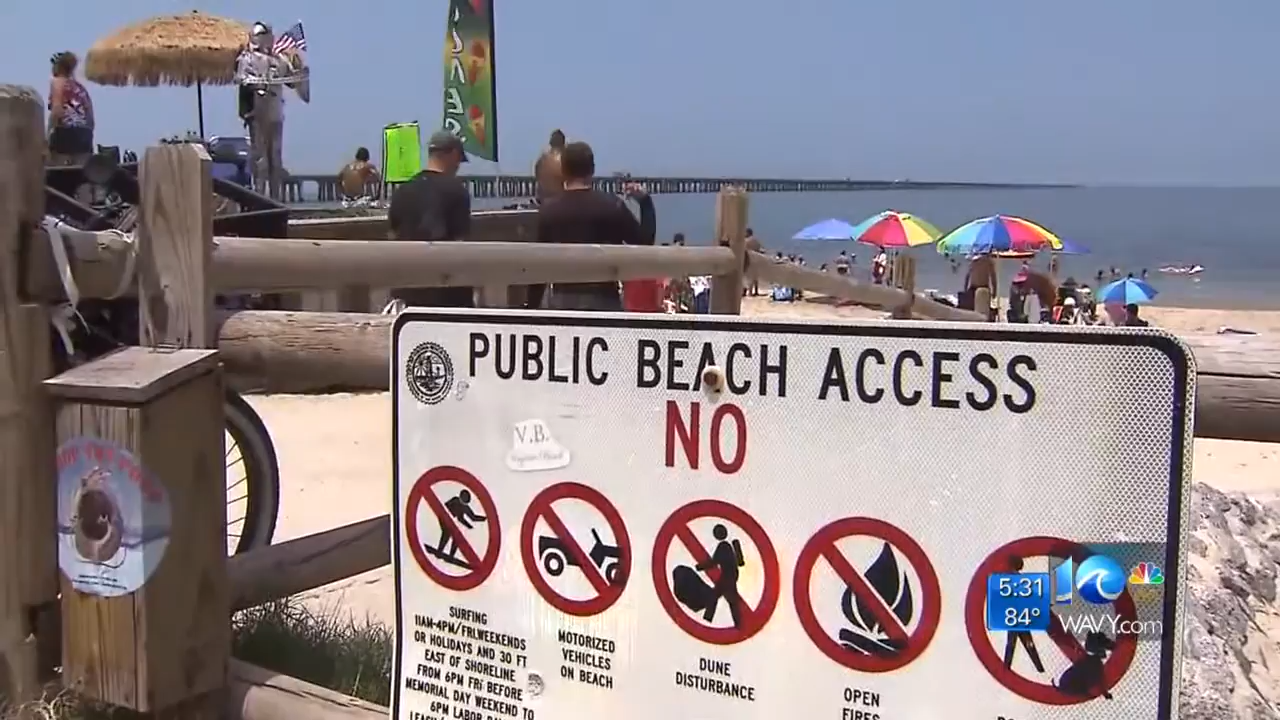 PUBLIC BEACH ACCESS
NO
V.B.
SURFING
11AM-4PM/FRI.WEEKENDS
OR HOLIDAYS AND 30 FT
EAST OF SHORELINE
FROM 6PM FRI BEFORE
MEMORIAL DAY WEEKEND TO
6PM LABOR
MOTORIZED
VEHICLES
ON BEACH
DUNE
DISTURBANCE
OPEN
FIRES
5:31
84°
10
WAVY.com